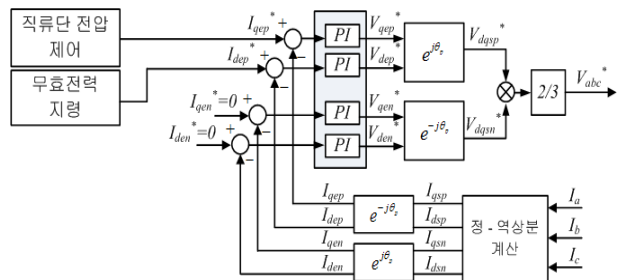 직류단 전압
제어
무효전력
지령
I_qep^* +
I_dep^* +
I_qen^*=0 +
I_den^*=0 +
−
−
−
−
PI
PI
PI
PI
V_qep^*
V_dep^*
V_qen^*
V_den^*
e^{jθ_e}
e^{-jθ_e}
V_dqsp^*
V_dqsn^*
2/3
V_abc^*
I_qep
I_dep
I_qen
I_den
e^{-jθ_e}
e^{jθ_e}
I_qsp
I_dsp
I_qsn
I_dsn
정 - 역상분
계산
I_a
I_b
I_c